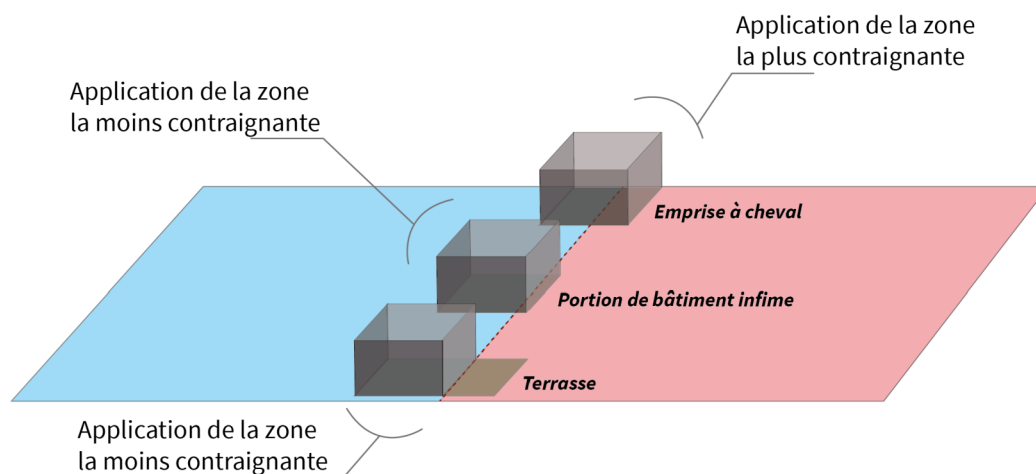 Application de la zone
la plus contraignante
Application de la zone
la moins contraignante
Emprise à cheval
Portion de bâtiment infime
Terrasse
Application de la zone
la moins contraignante